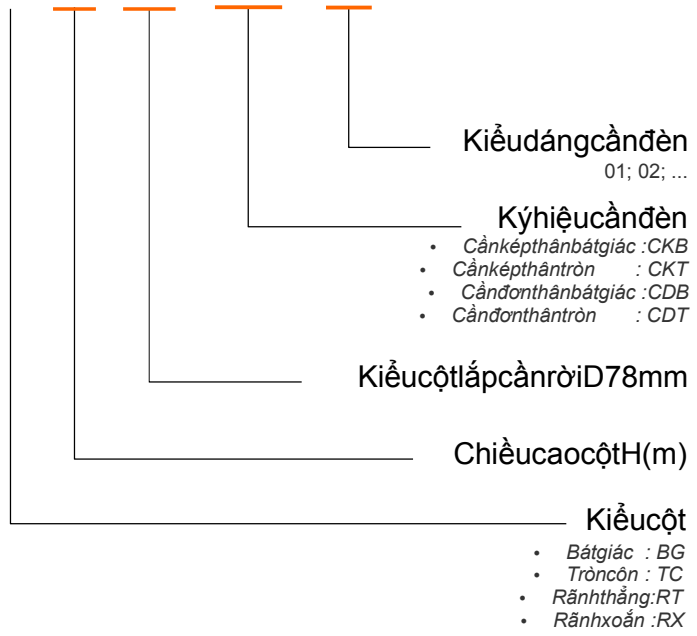 Kiểudángcầnđèn
01; 02; ...
Kýhiệucầnđèn
• Cầnképthânbátgiác :CKB
• Cầnképthântròn : CKT
• Cầnđơnthânbátgiác :CDB
• Cầnđơnthântròn : CDT
KiểucộtlắpcầnrờiD78mm
ChiềucaocộtH(m)
Kiểucột
• Bátgiác : BG
• Tròncôn : TC
• Rãnhthẳng:RT
• Rãnhxoắn :RX